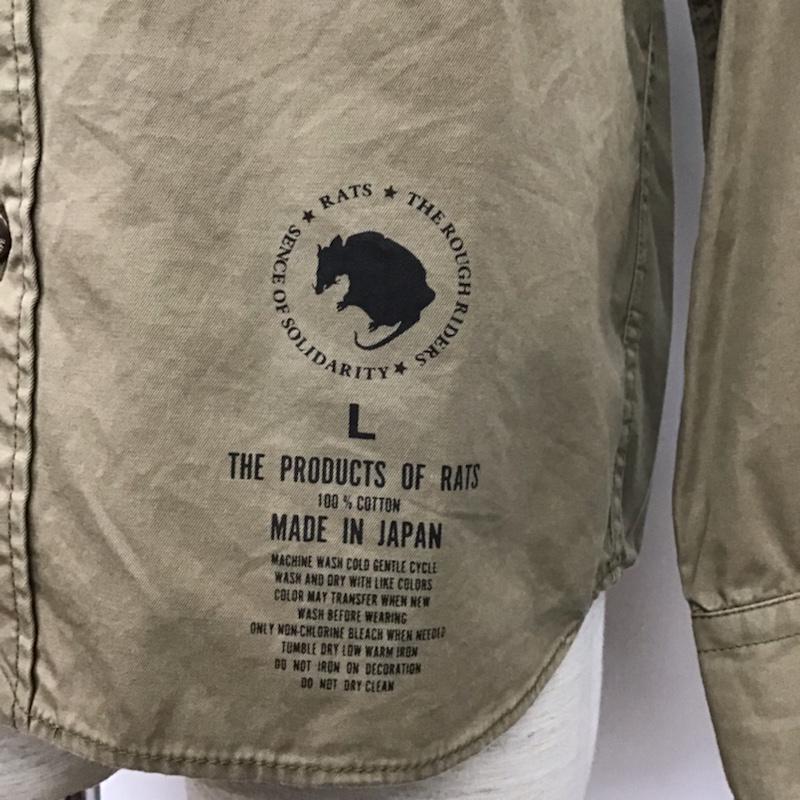 ★ RATS ★ THE ROUGH RIDERS ★ SENCE OF SOLIDARITY
L
THE PRODUCTS OF RATS
100 % COTTON
MADE IN JAPAN
MACHINE WASH COLD GENTLE CYCLE
WASH AND DRY WITH LIKE COLORS
COLOR MAY TRANSFER WHEN NEW
WASH BEFORE WEARING
ONLY NON-CHLORINE BLEACH WHEN NEEDED
TUMBLE DRY LOW WARM IRON
DO NOT IRON ON DECORATION
DO NOT DRY CLEAN